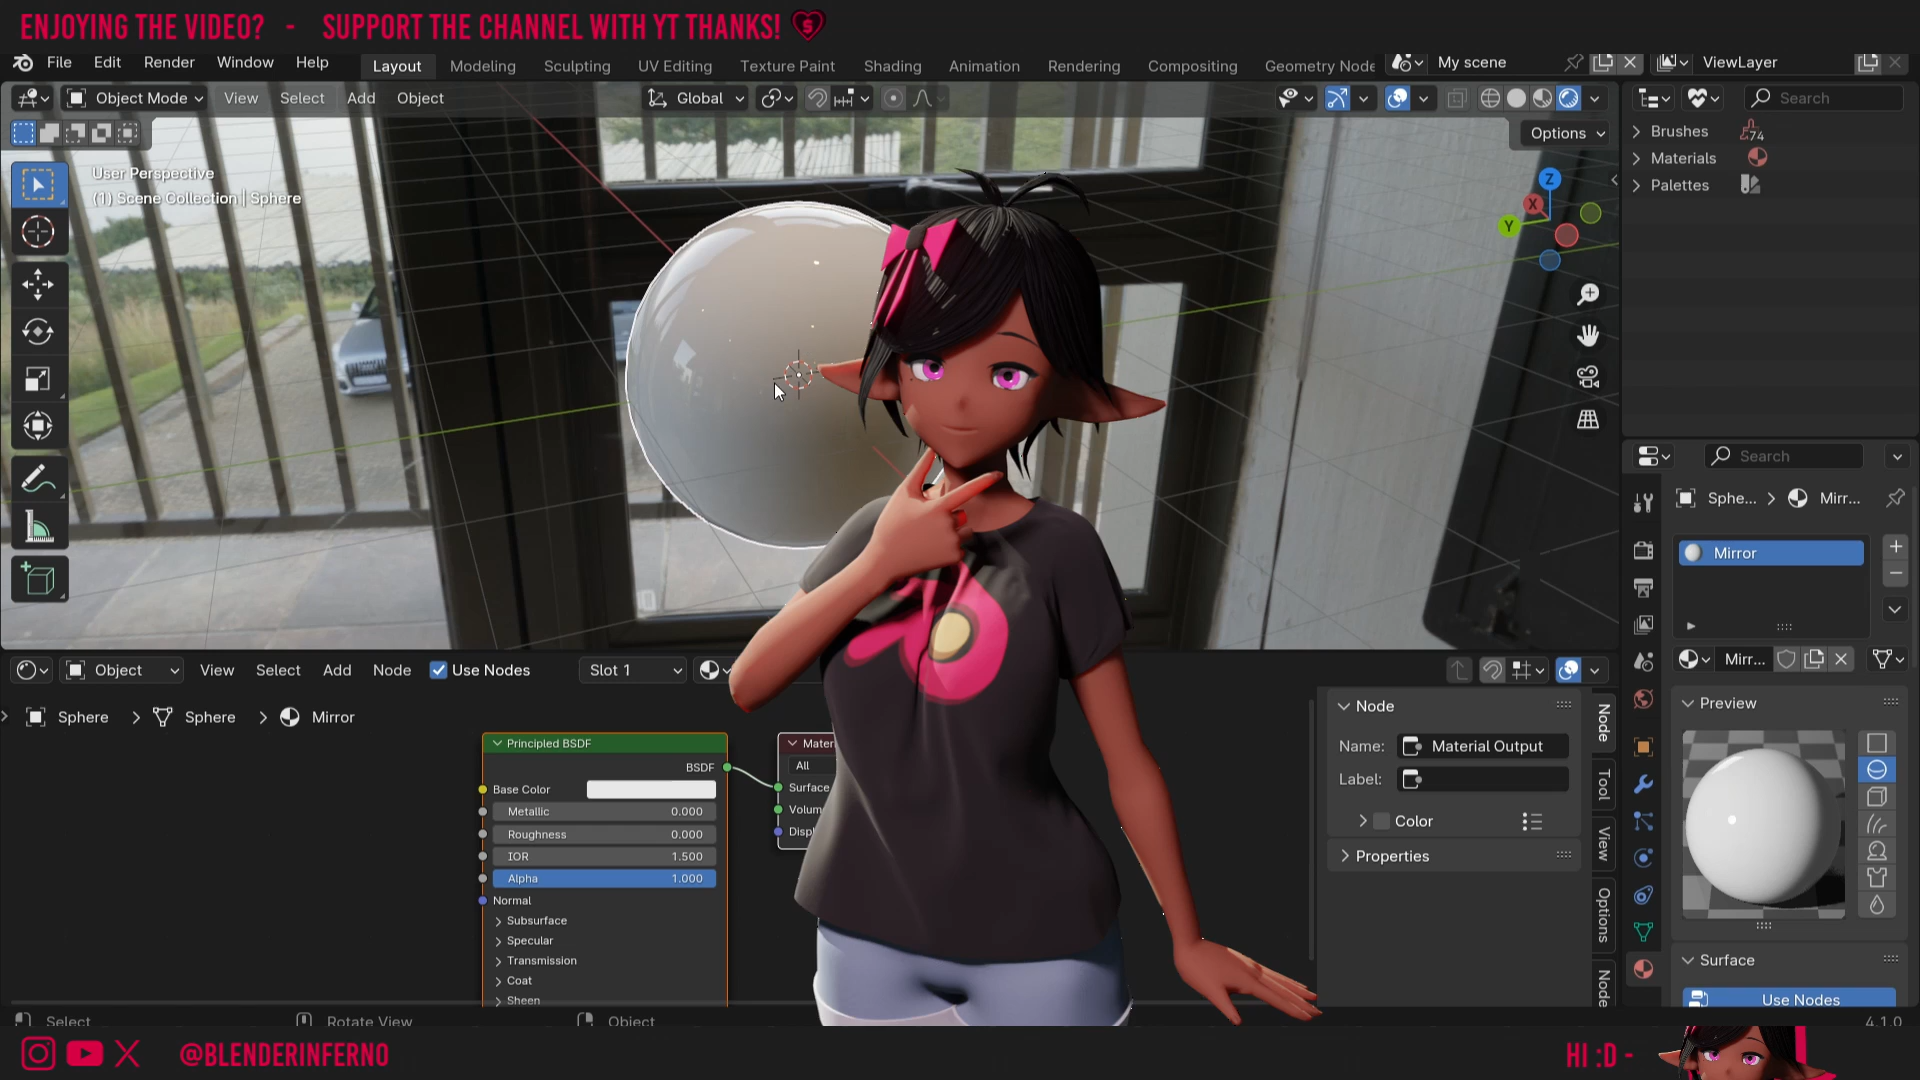 ENJOYING THE VIDEO? - SUPPORT THE CHANNEL WITH YT THANKS!
File Edit Render Window Help Layout Modeling Sculpting UV Editing Texture Paint Shading Animation Rendering Compositing Geometry Node My scene ViewLayer
Object Mode View Select Add Object Global Search
Options
Brushes 74
Materials
Palettes
User Perspective
(1) Scene Collection | Sphere
Z
X
Y
Search
Sphe... > Mirr...
Mirror
Mirr...
Object View Select Add Node Use Nodes Slot 1
Sphere > Sphere > Mirror
Node
Name: Material Output
Label:
Color
Properties
Node
Tool
View
Options
Node
Preview
Surface
Use Nodes
Principled BSDF
BSDF
Base Color
Metallic 0.000
Roughness 0.000
IOR 1.500
Alpha 1.000
Normal
Subsurface
Specular
Transmission
Coat
Sheen
Mater
All
Surface
Volum
Displ
Select Rotate View Object 4.1.0
@BLENDERINFERNO HI :D -